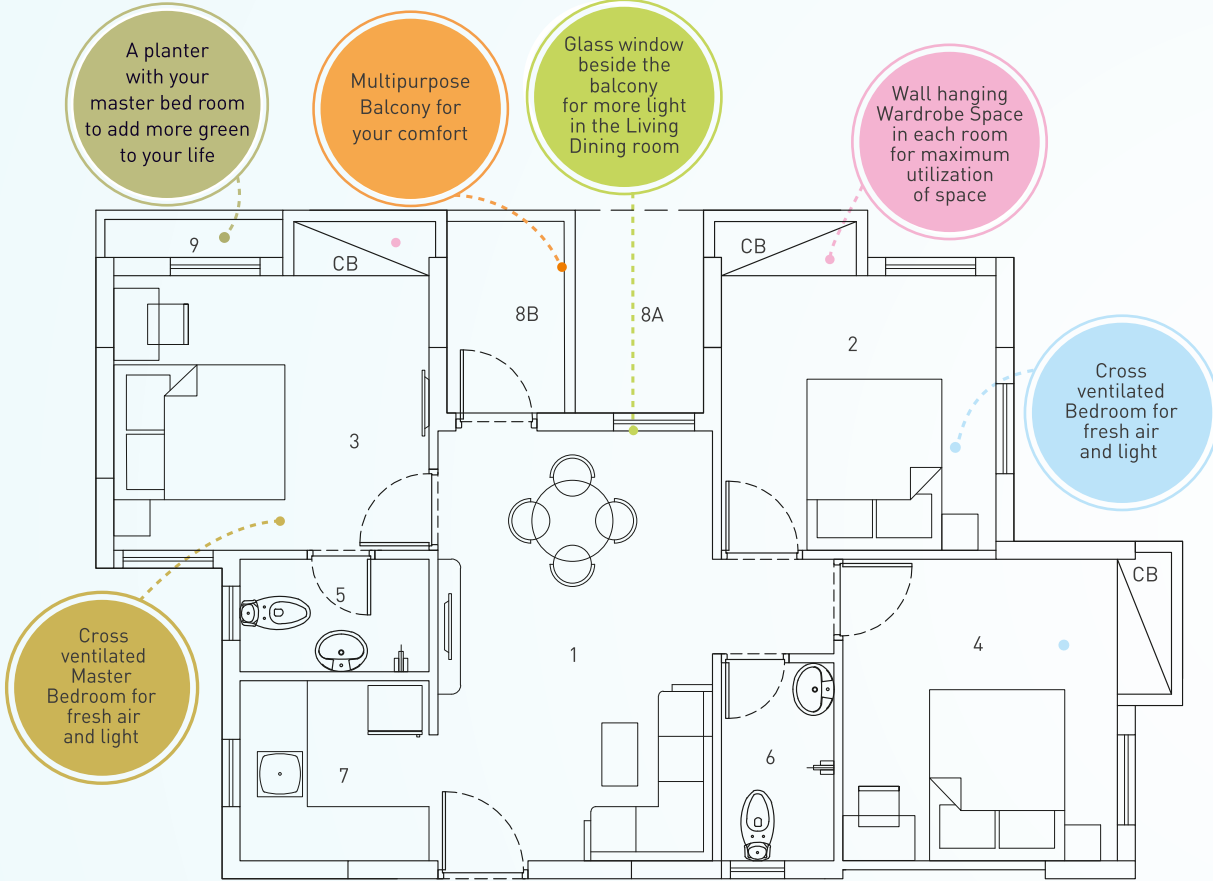 A planter
with your
master bed room
to add more green
to your life
Multipurpose
Balcony for
your comfort
Glass window
beside the
balcony
for more light
in the Living
Dining room
Wall hanging
Wardrobe Space
in each room
for maximum
utilization
of space
9
CB
8B
8A
CB
2
Cross
ventilated
Bedroom for
fresh air
and light
3
5
CB
1
4
Cross
ventilated
Master
Bedroom for
fresh air
and light
7
6